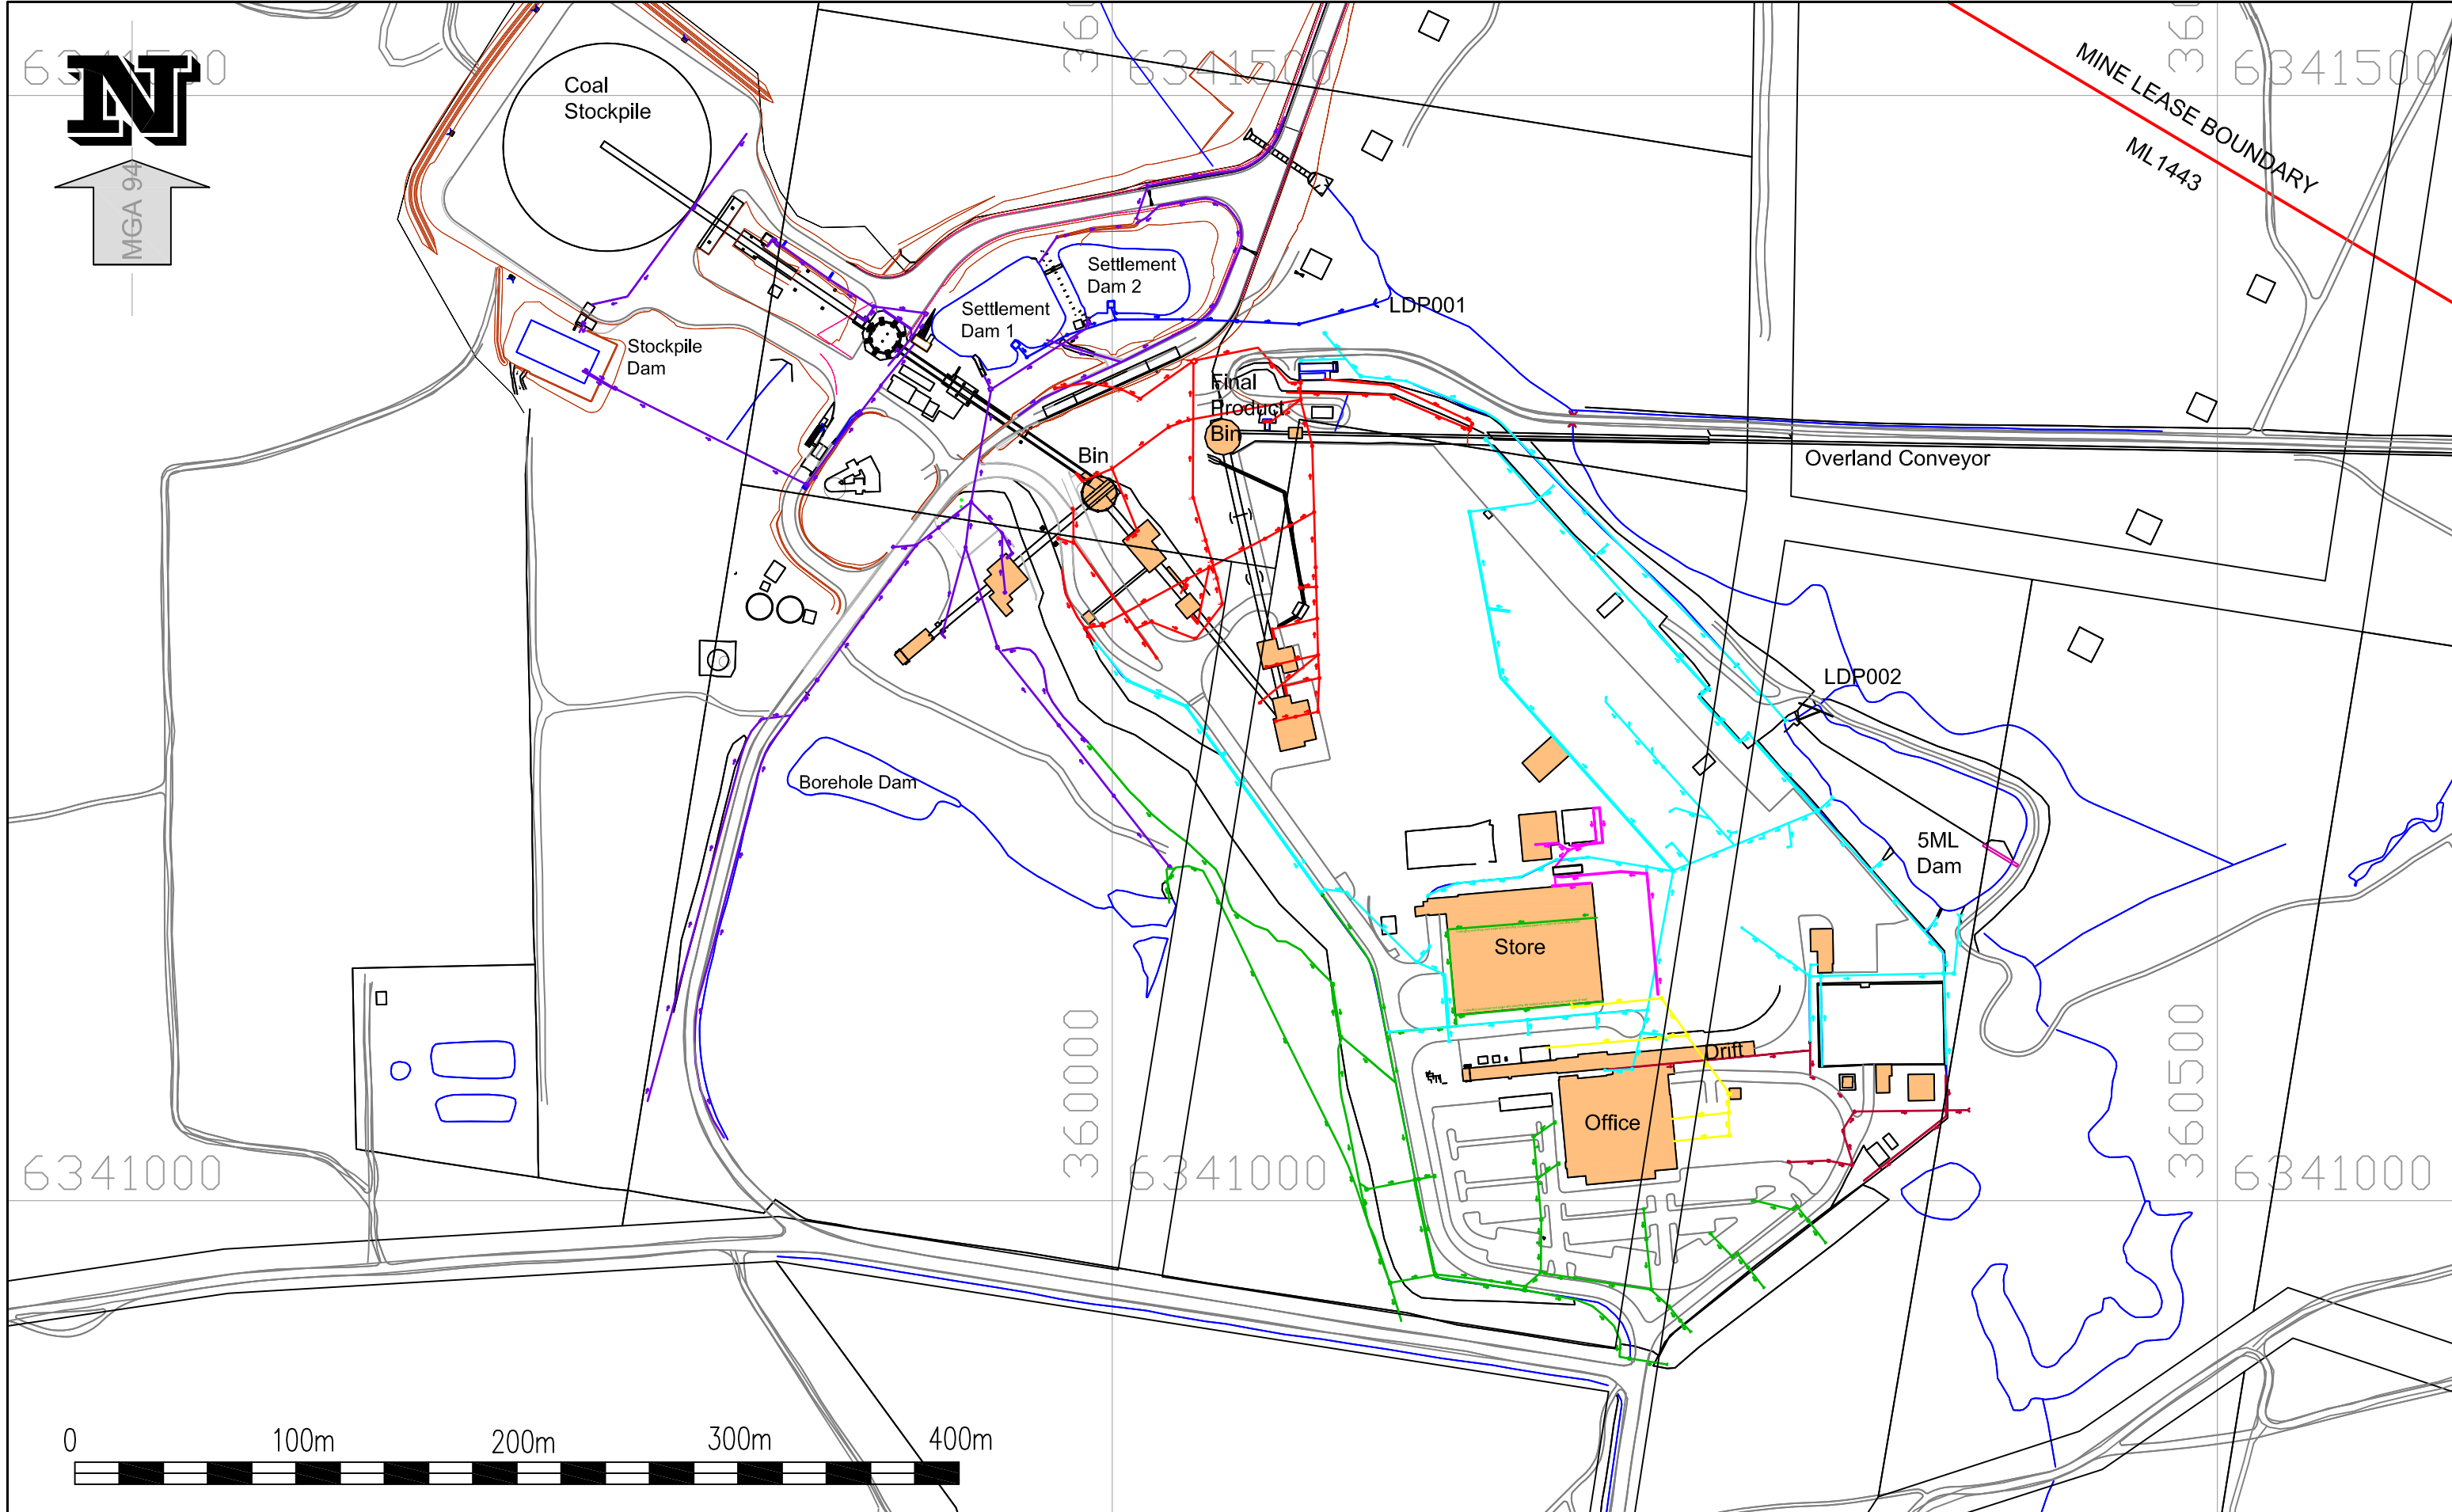 N
MGA 94
6341500
6341500
6341500
MINE LEASE BOUNDARY
ML1443
Coal
Stockpile
Settlement
Dam 2
Settlement
Dam 1
LDP001
Stockpile
Dam
Final
Product
Bin
Bin
Overland Conveyor
LDP002
Borehole Dam
5ML
Dam
Store
Drift
Office
360000
360500
6341000
6341000
6341000
0
100m
200m
300m
400m